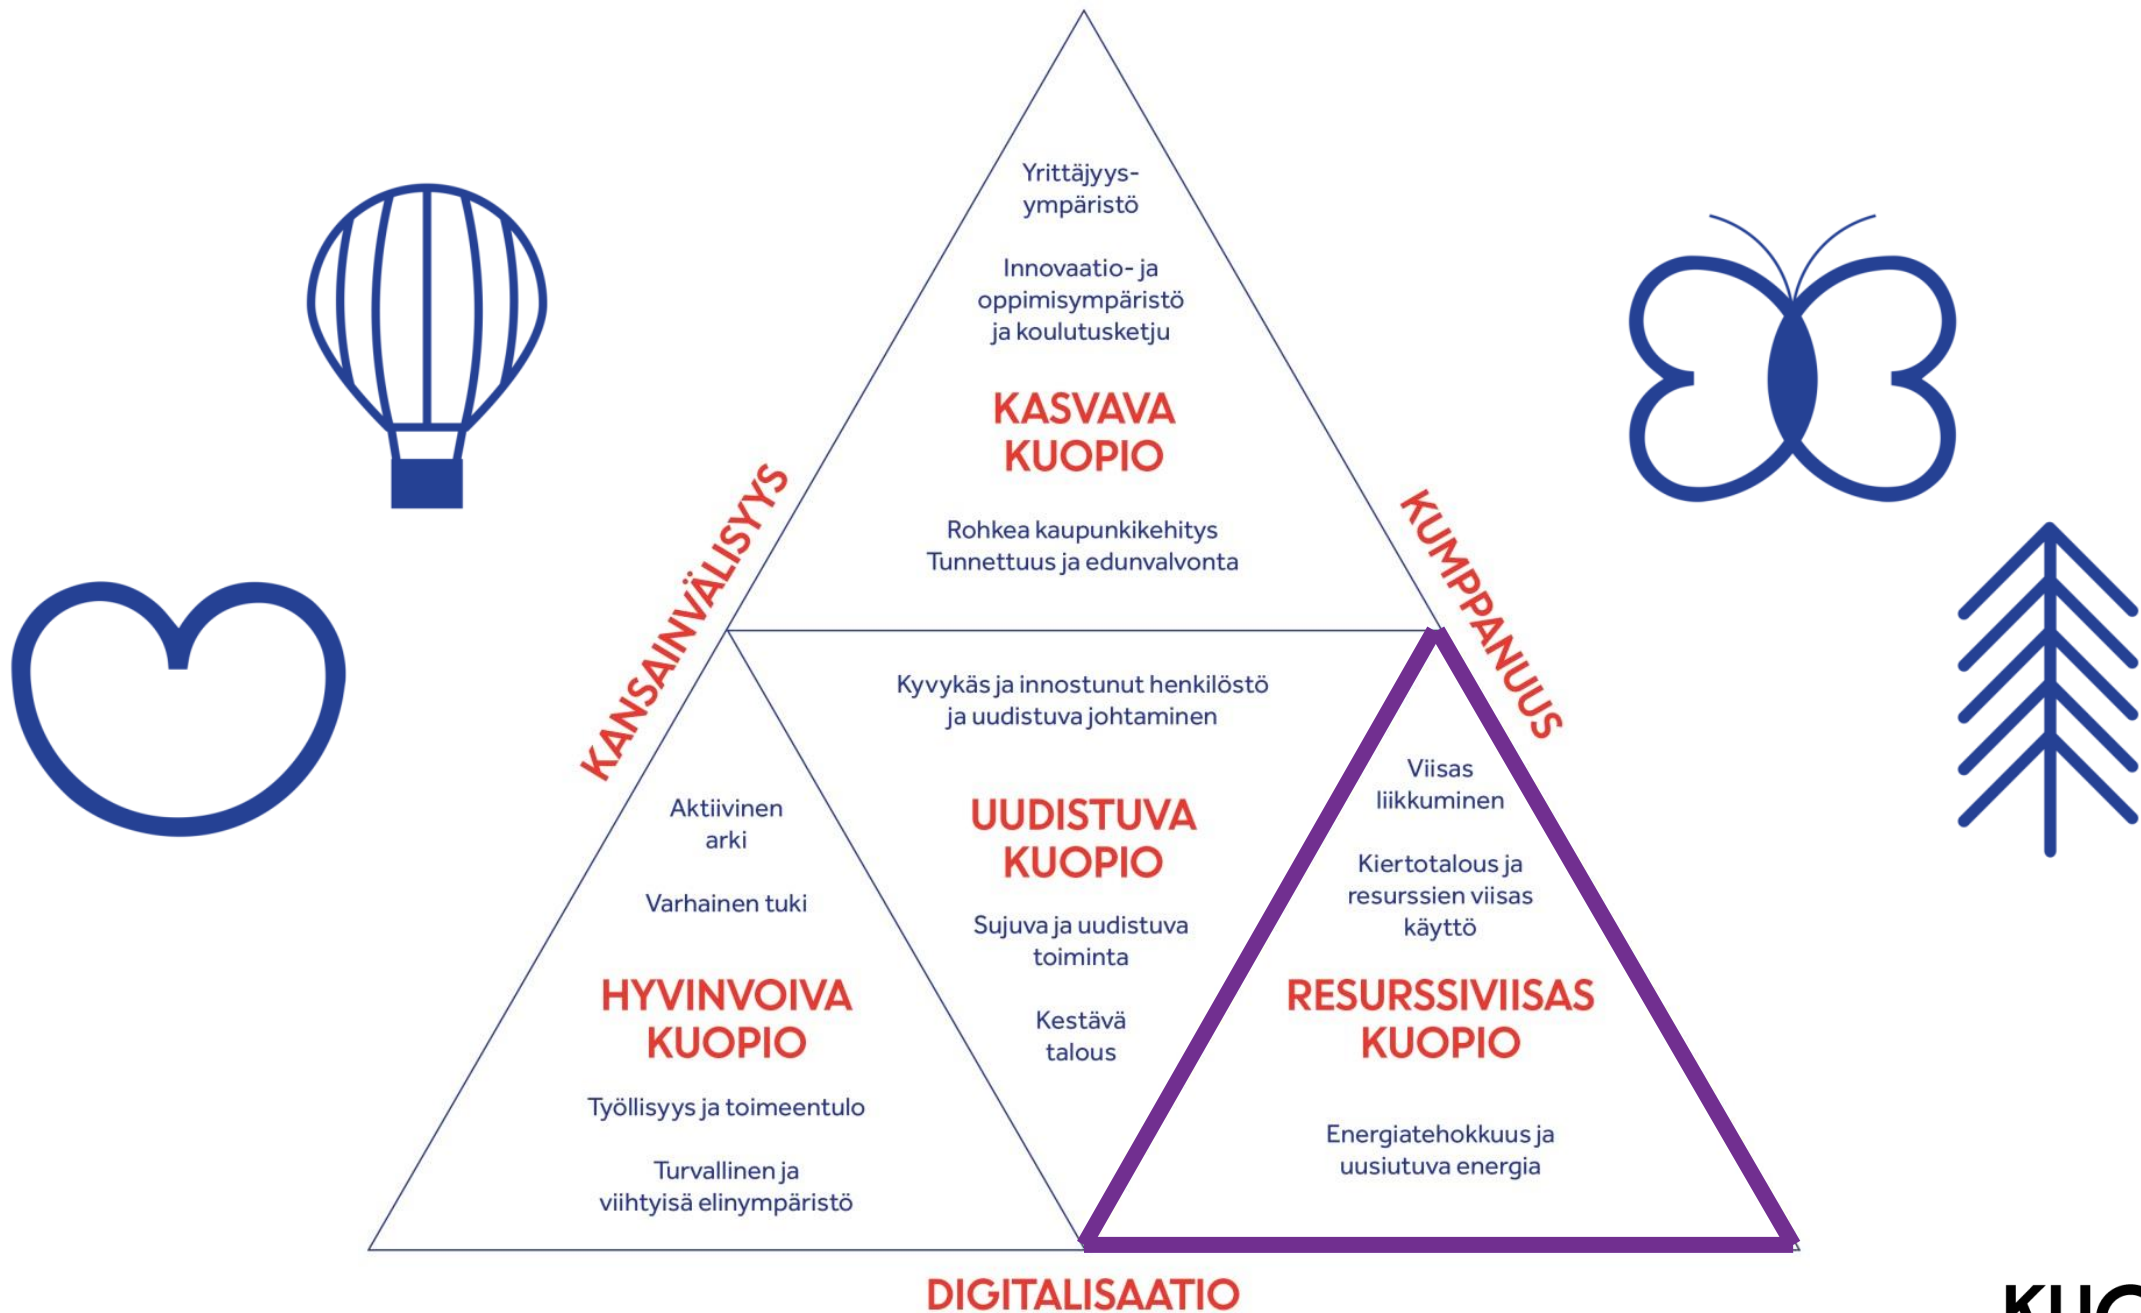 Yrittäjyys-
ympäristö
Innovaatio- ja
oppimisympäristö
ja koulutusketju
KASVAVA
KUOPIO
Rohkea kaupunkikehitys
Tunnettuus ja edunvalvonta
KANSAINVÄLISYYS
KUMPPANUUS
Kyvykäs ja innostunut henkilöstö
ja uudistuva johtaminen
UUDISTUVA
KUOPIO
Sujuva ja uudistuva
toiminta
Kestävä
talous
Aktiivinen
arki
Varhainen tuki
HYVINVOIVA
KUOPIO
Työllisyys ja toimeentulo
Turvallinen ja
viihtyisä elinympäristö
Viisas
liikkuminen
Kiertotalous ja
resurssien viisas
käyttö
RESURSSIVIISAS
KUOPIO
Energiatehokkuus ja
uusiutuva energia
DIGITALISAATIO